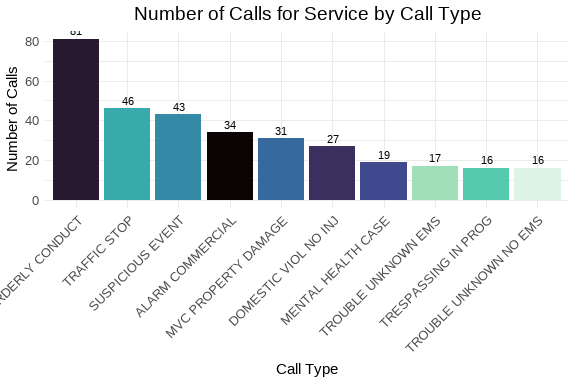 Number of Calls for Service by Call Type
Number of Calls
80
60
40
20
0
81
46
43
34
31
27
19
17
16
16
RDERLY CONDUCT
TRAFFIC STOP
SUSPICIOUS EVENT
ALARM COMMERCIAL
MVC PROPERTY DAMAGE
DOMESTIC VIOL NO INJ
MENTAL HEALTH CASE
TROUBLE UNKNOWN EMS
TRESPASSING IN PROG
TROUBLE UNKNOWN NO EMS
Call Type